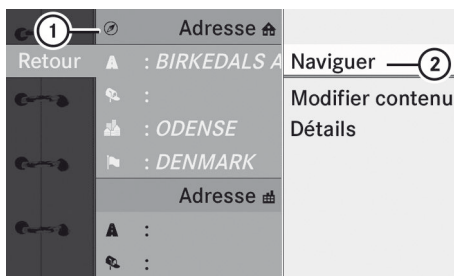 1 Adresse
Retour : BIRKEDALS A Naviguer 2
: Modifier contenu
: ODENSE Détails
: DENMARK
Adresse
:
: